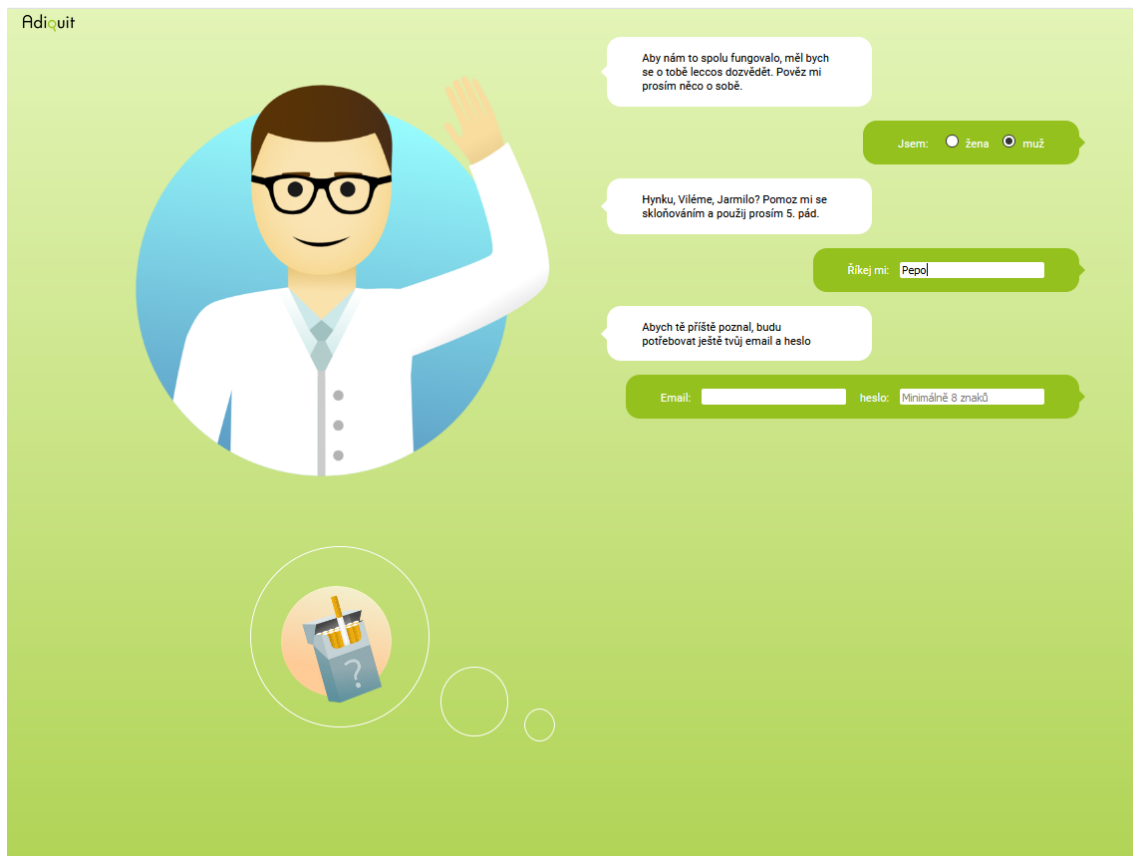 Adiquit
Aby nám to spolu fungovalo, měl bych
se o tobě leccos dozvědět. Pověz mi
prosím něco o sobě.
Jsem: žena muž
Hynku, Viléme, Jarmilo? Pomoz mi se
skloňováním a použij prosím 5. pád.
Říkej mi: Pepo
Abych tě příště poznal, budu
potřebovat ještě tvůj email a heslo
Email: heslo: Minimálně 8 znaků
?